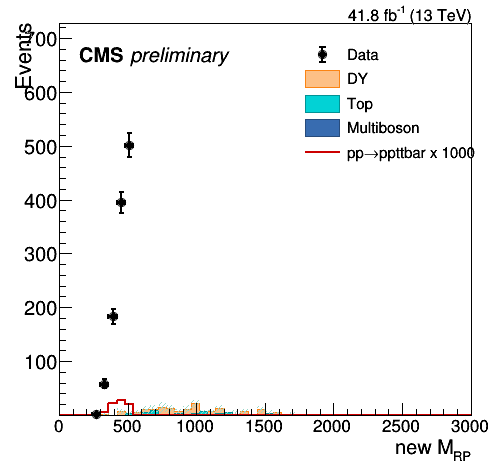 41.8 fb⁻¹ (13 TeV)
CMS preliminary
Data
DY
Top
Multiboson
pp→ppttbar x 1000
Events
700
600
500
400
300
200
100
0 500 1000 1500 2000 2500 3000
new M_RP